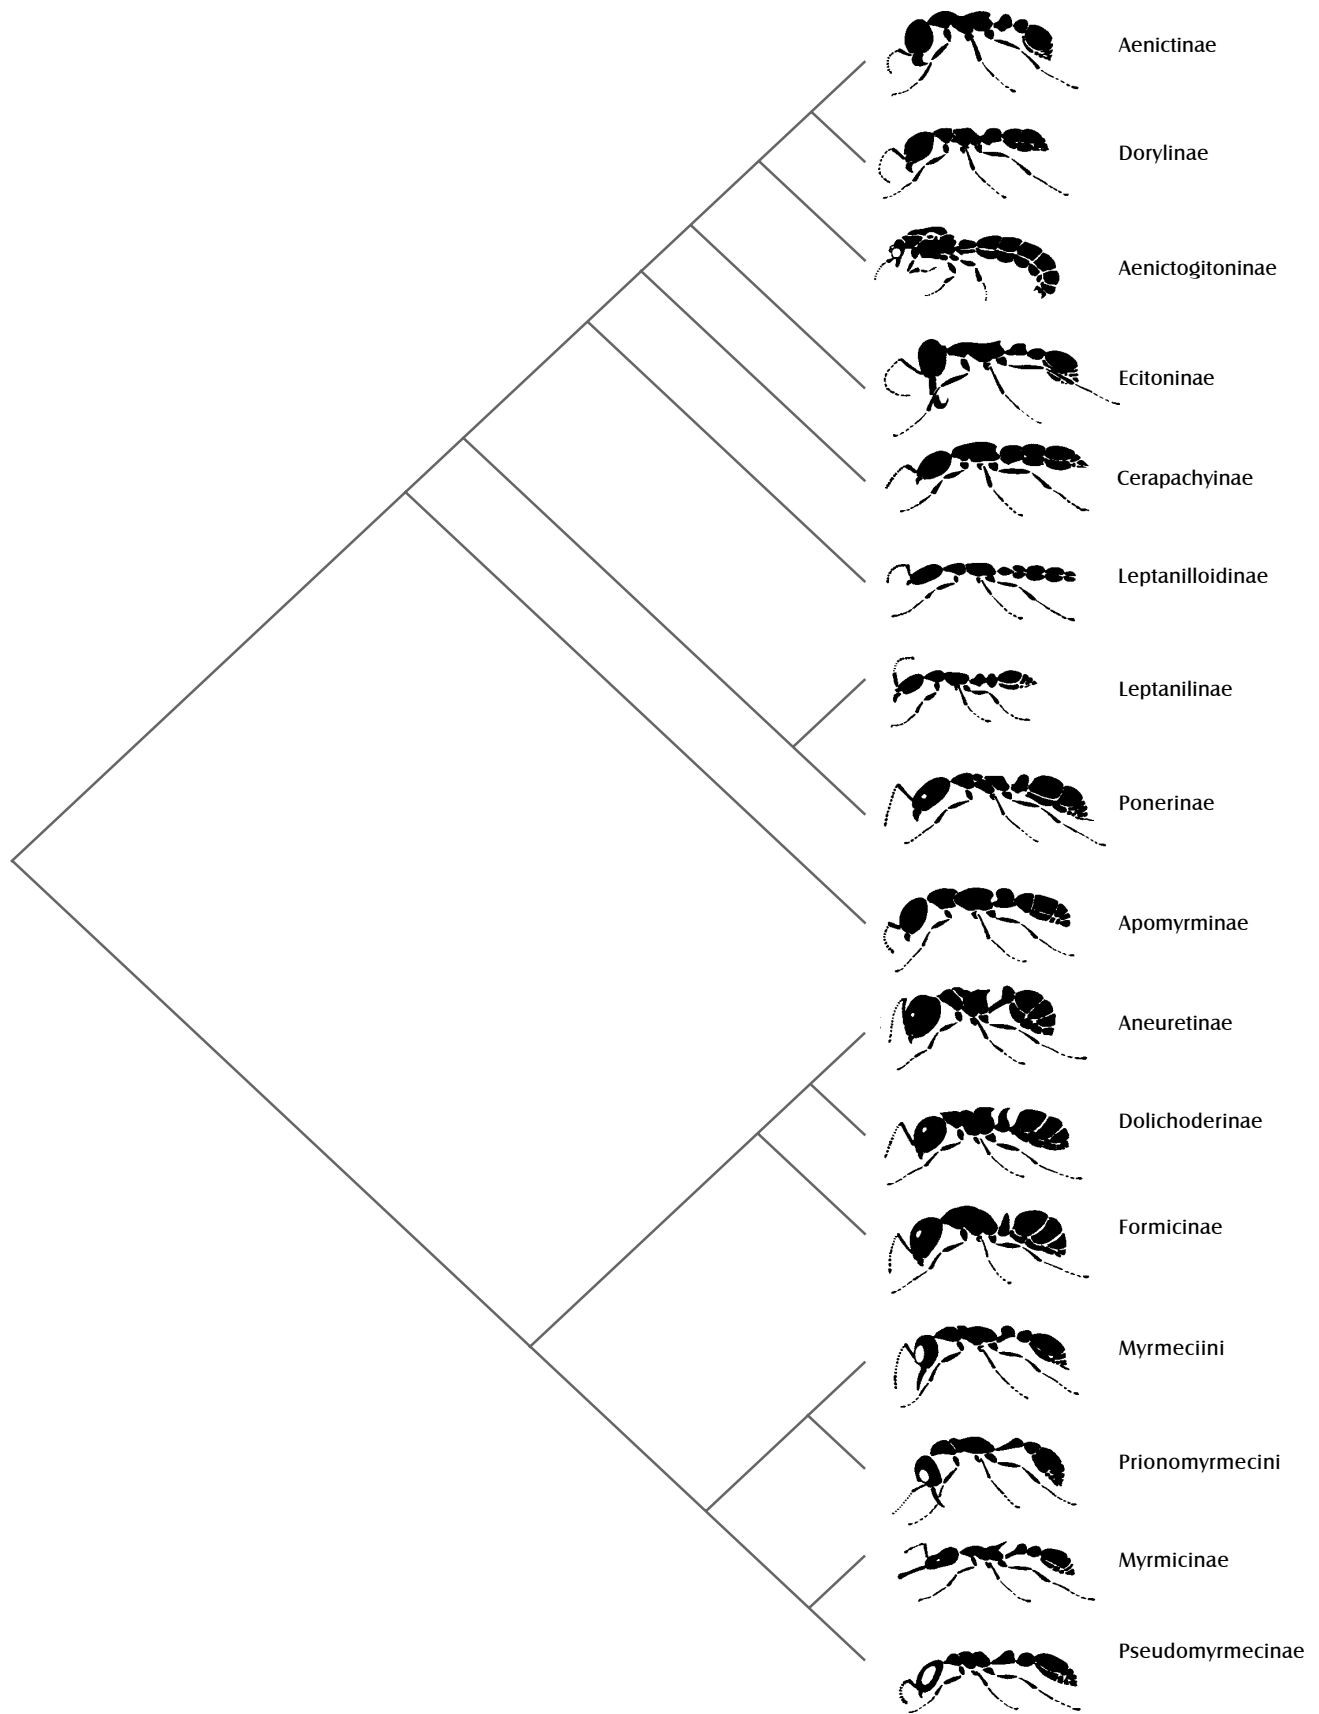 Aenictinae
Dorylinae
Aenictogitoninae
Ecitoninae
Cerapachyinae
Leptanilloidinae
Leptanilinae
Ponerinae
Apomyrminae
Aneuretinae
Dolichoderinae
Formicinae
Myrmeciini
Prionomyrmecini
Myrmicinae
Pseudomyrmecinae